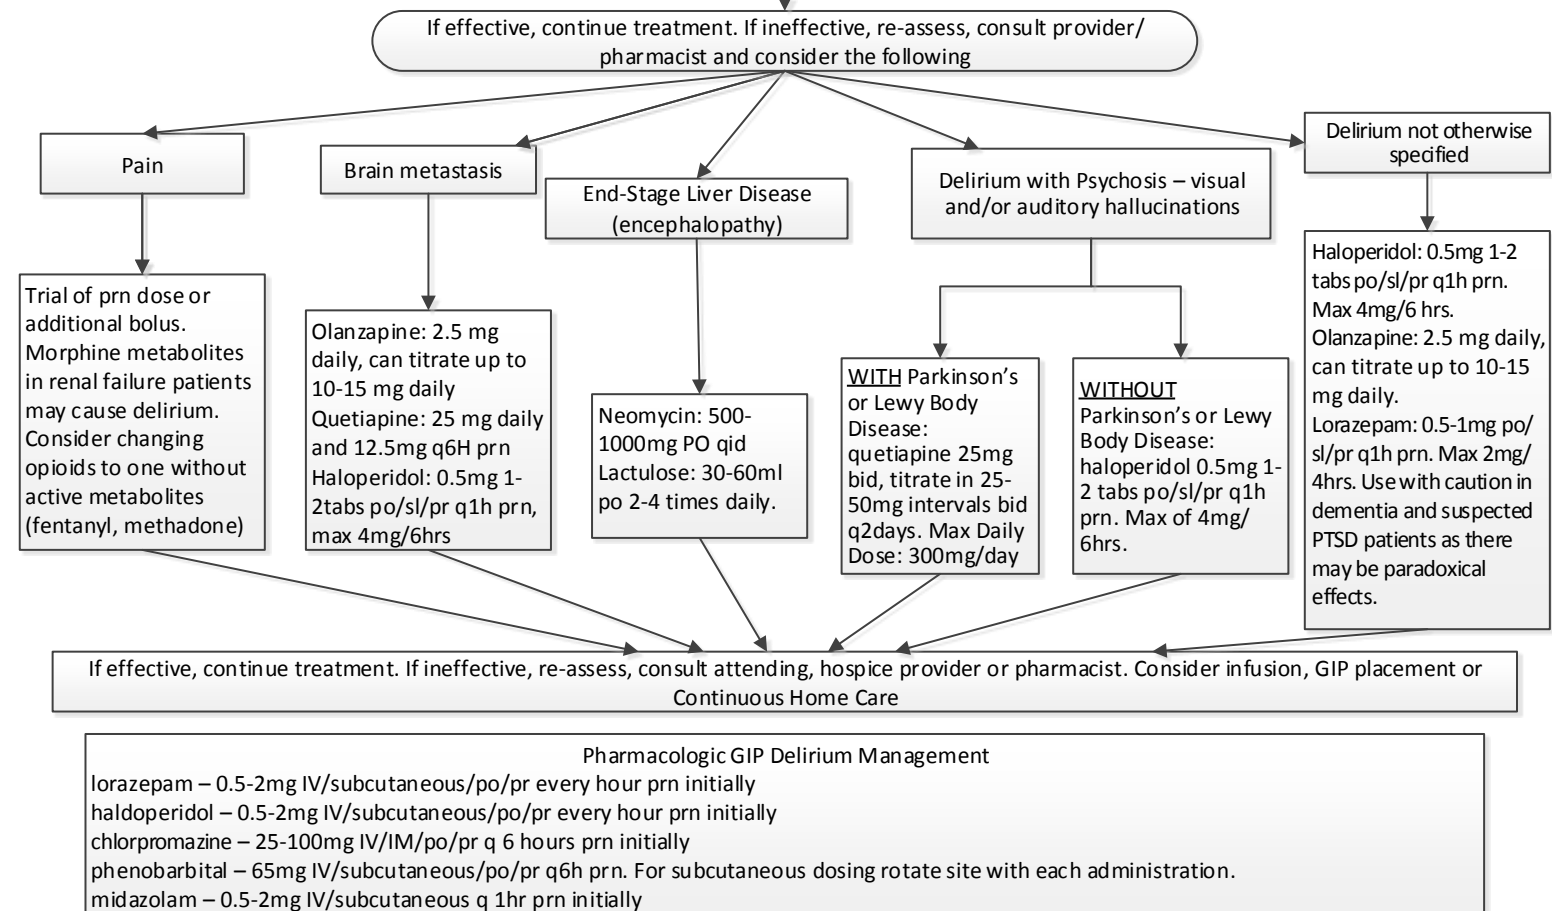 If effective, continue treatment. If ineffective, re-assess, consult provider/
pharmacist and consider the following
Pain
Brain metastasis
End-Stage Liver Disease
(encephalopathy)
Delirium with Psychosis – visual
and/or auditory hallucinations
Delirium not otherwise
specified
Trial of prn dose or
additional bolus.
Morphine metabolites
in renal failure patients
may cause delirium.
Consider changing
opioids to one without
active metabolites
(fentanyl, methadone)
Olanzapine: 2.5 mg
daily, can titrate up to
10-15 mg daily
Quetiapine: 25 mg daily
and 12.5mg q6H prn
Haloperidol: 0.5mg 1-
2tabs po/sl/pr q1h prn,
max 4mg/6hrs
Neomycin: 500-
1000mg PO qid
Lactulose: 30-60ml
po 2-4 times daily.
WITH Parkinson’s
or Lewy Body
Disease:
quetiapine 25mg
bid, titrate in 25-
50mg intervals bid
q2days. Max Daily
Dose: 300mg/day
WITHOUT
Parkinson’s or Lewy
Body Disease:
haloperidol 0.5mg 1-
2 tabs po/sl/pr q1h
prn. Max of 4mg/
6hrs.
Haloperidol: 0.5mg 1-2
tabs po/sl/pr q1h prn.
Max 4mg/6 hrs.
Olanzapine: 2.5 mg daily,
can titrate up to 10-15
mg daily.
Lorazepam: 0.5-1mg po/
sl/pr q1h prn. Max 2mg/
4hrs. Use with caution in
dementia and suspected
PTSD patients as there
may be paradoxical
effects.
If effective, continue treatment. If ineffective, re-assess, consult attending, hospice provider or pharmacist. Consider infusion, GIP placement or
Continuous Home Care
Pharmacologic GIP Delirium Management
lorazepam – 0.5-2mg IV/subcutaneous/po/pr every hour prn initially
haldoperidol – 0.5-2mg IV/subcutaneous/po/pr every hour prn initially
chlorpromazine – 25-100mg IV/IM/po/pr q 6 hours prn initially
phenobarbital – 65mg IV/subcutaneous/po/pr q6h prn. For subcutaneous dosing rotate site with each administration.
midazolam – 0.5-2mg IV/subcutaneous q 1hr prn initially